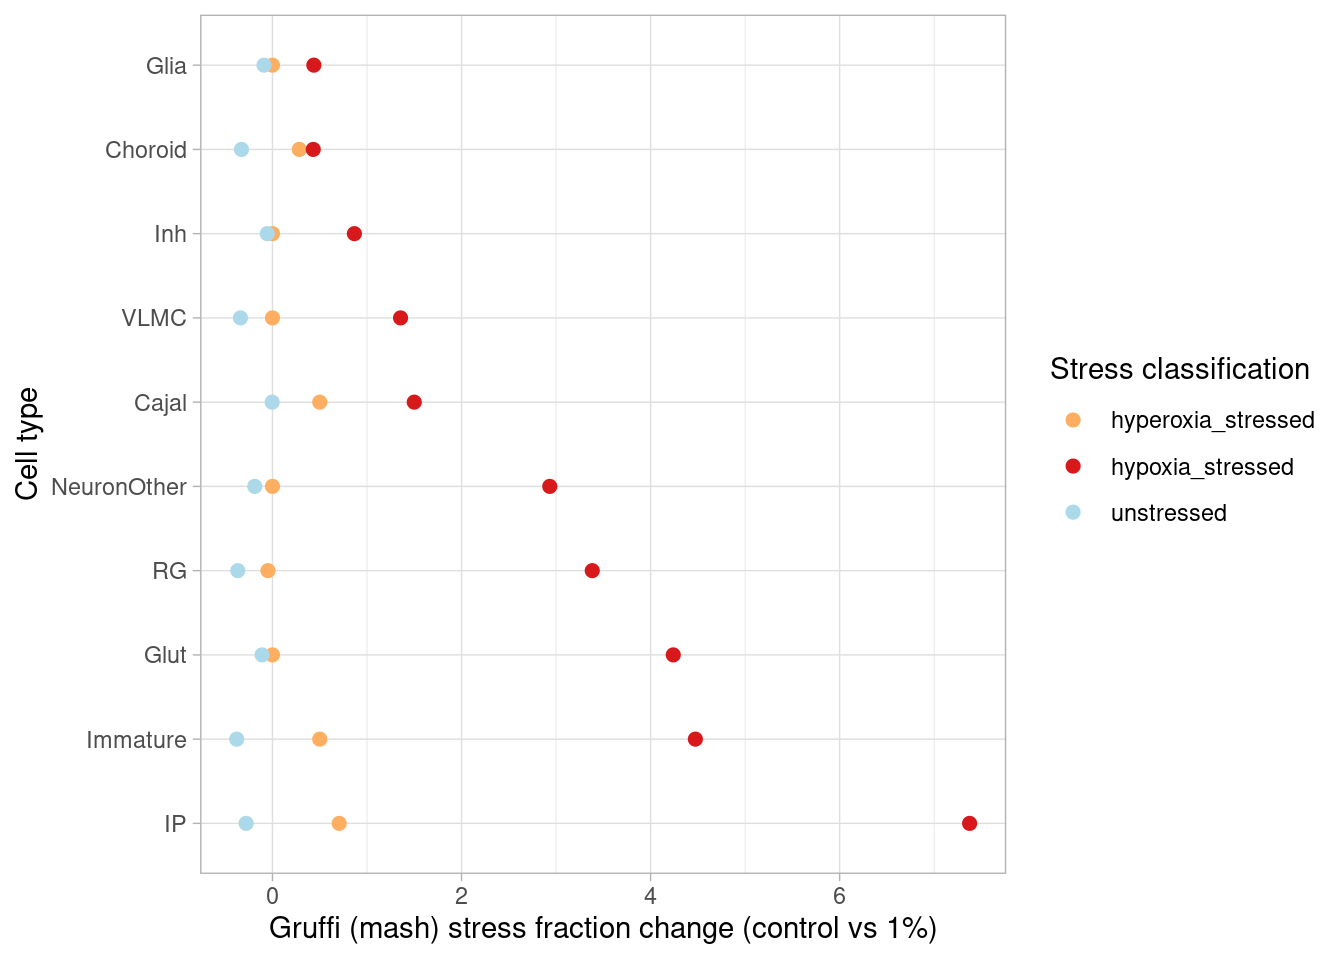 Glia
Choroid
Inh
VLMC
Cajal
NeuronOther
RG
Glut
Immature
IP
Cell type
0 2 4 6
Gruffi (mash) stress fraction change (control vs 1%)
Stress classification
hyperoxia_stressed
hypoxia_stressed
unstressed